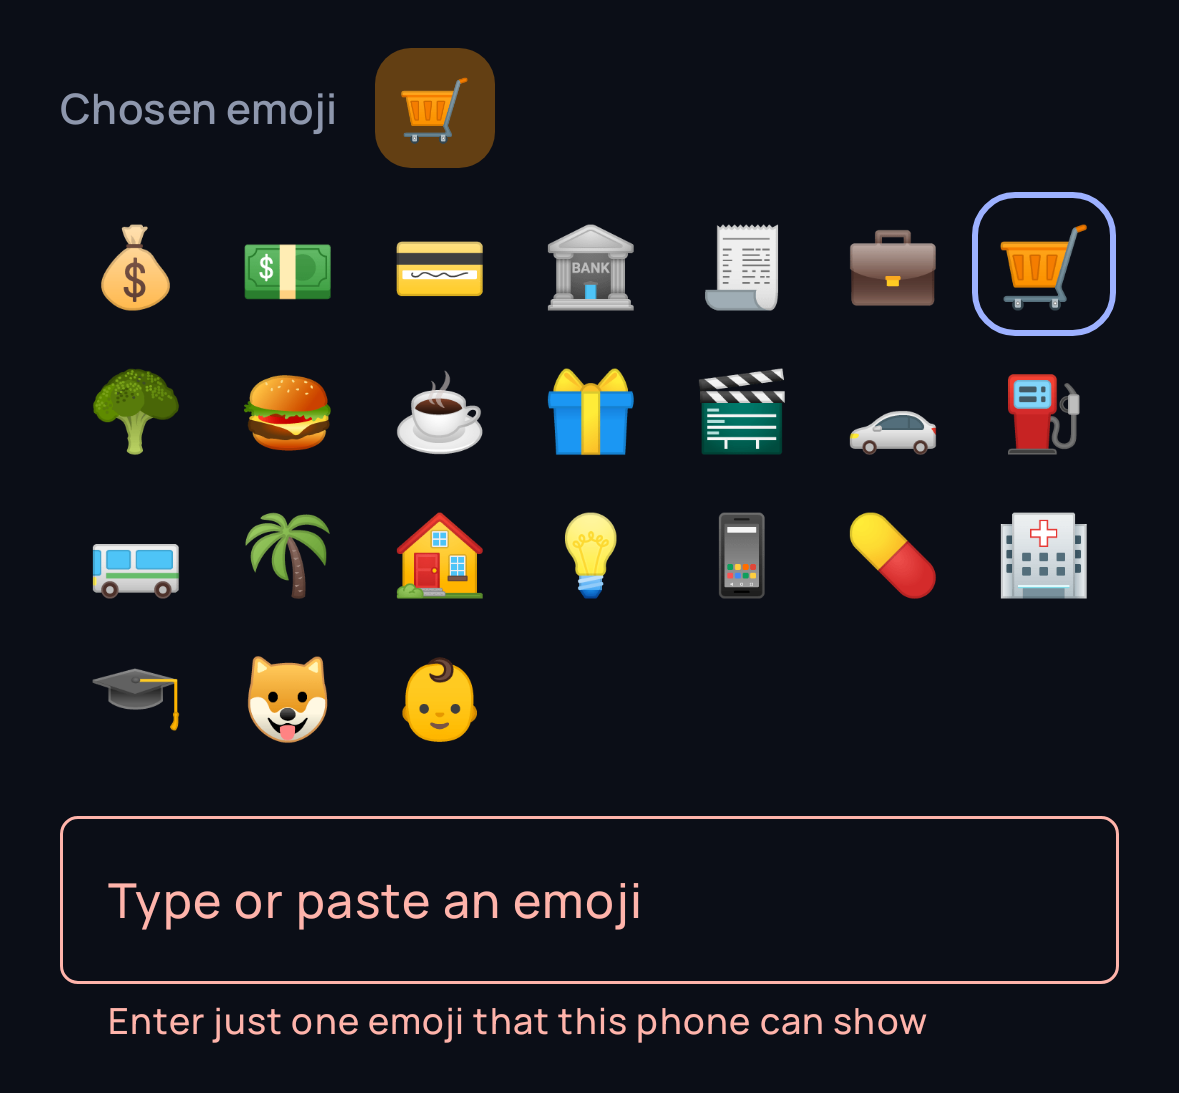 Chosen emoji
BANK
Type or paste an emoji
Enter just one emoji that this phone can show